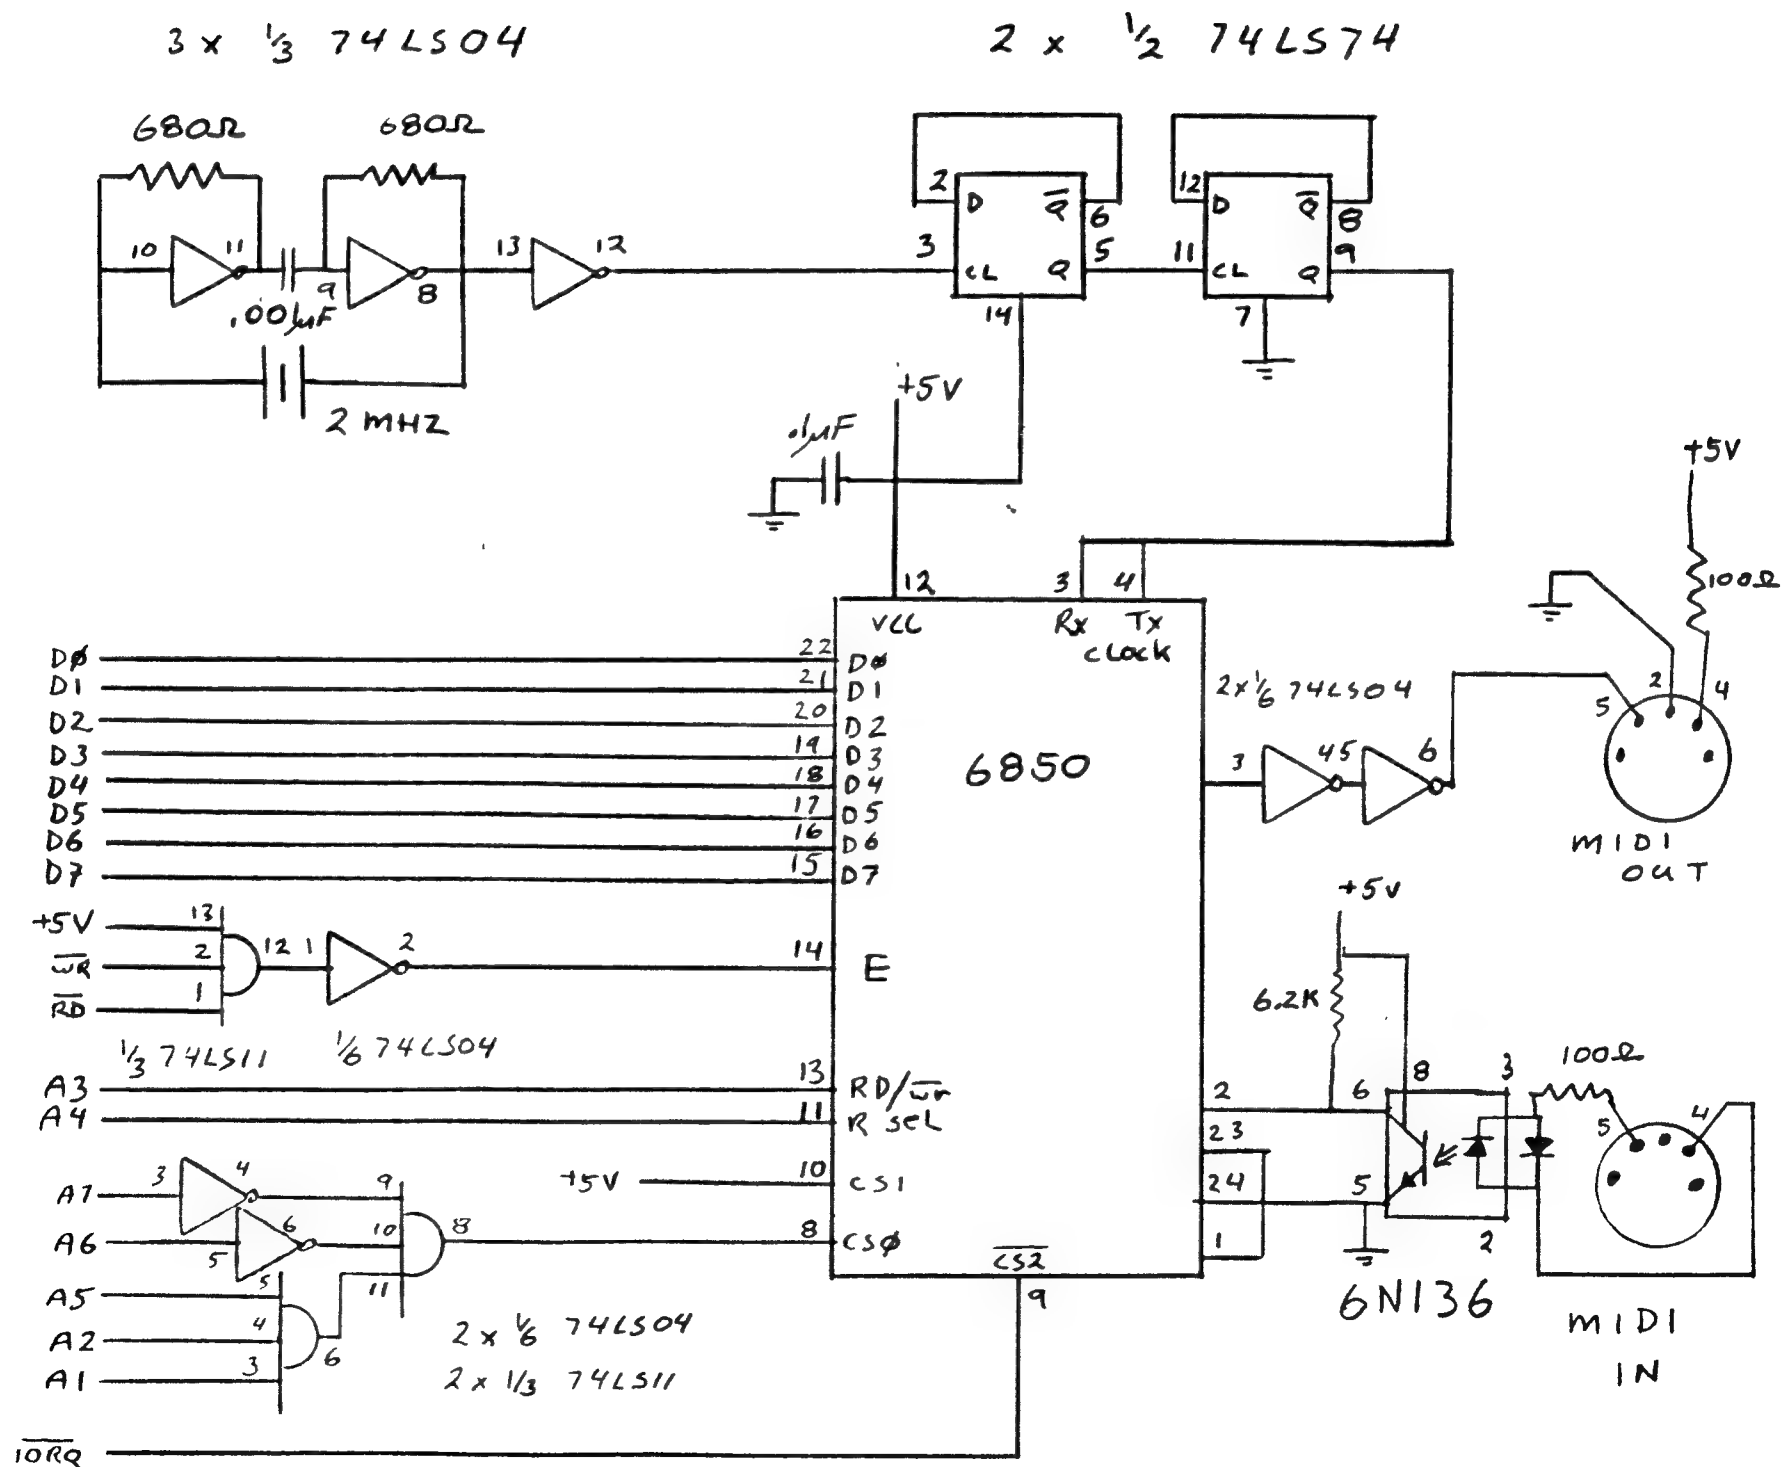 3 x 1/3 74LS04
2 x 1/2 74LS74
680Ω
680Ω
10
11
9
8
13
12
.001µF
2 MHZ
2
D
Q̅
6
3
CL
Q
5
14
12
D
Q̅
8
11
CL
Q
9
7
+5V
.1µF
+5V
100Ω
12
3
4
VCC
Rx
Tx
CLOCK
DØ
22
DØ
D1
21
D1
D2
20
D2
D3
19
D3
D4
18
D4
D5
17
D5
D6
16
D6
D7
15
D7
6850
2x 1/6 74LS04
3
4
5
6
5
2
4
MIDI
OUT
+5V
13
W̅R̅
2
R̅D̅
1
12
1
2
14
E
1/3 74LS11
1/6 74LS04
A3
13
RD/w̅r̅
A4
11
R sel
+5V
10
CS1
A7
3
4
9
A6
5
6
10
11
8
8
CSØ
A5
5
A2
4
A1
3
6
2 x 1/6 74LS04
2 x 1/3 74LS11
I̅O̅R̅Q̅
C̅S̅2̅
9
+5V
6.2K
2
6
8
3
100Ω
23
24
5
1
2
5
4
6N136
MIDI
IN